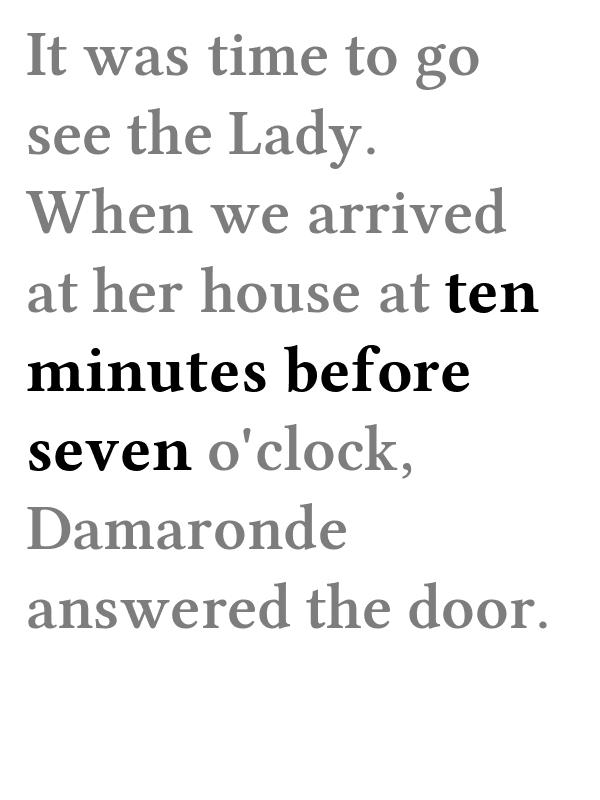 It was time to go
see the Lady.
When we arrived
at her house at ten
minutes before
seven o'clock,
Damaronde
answered the door.